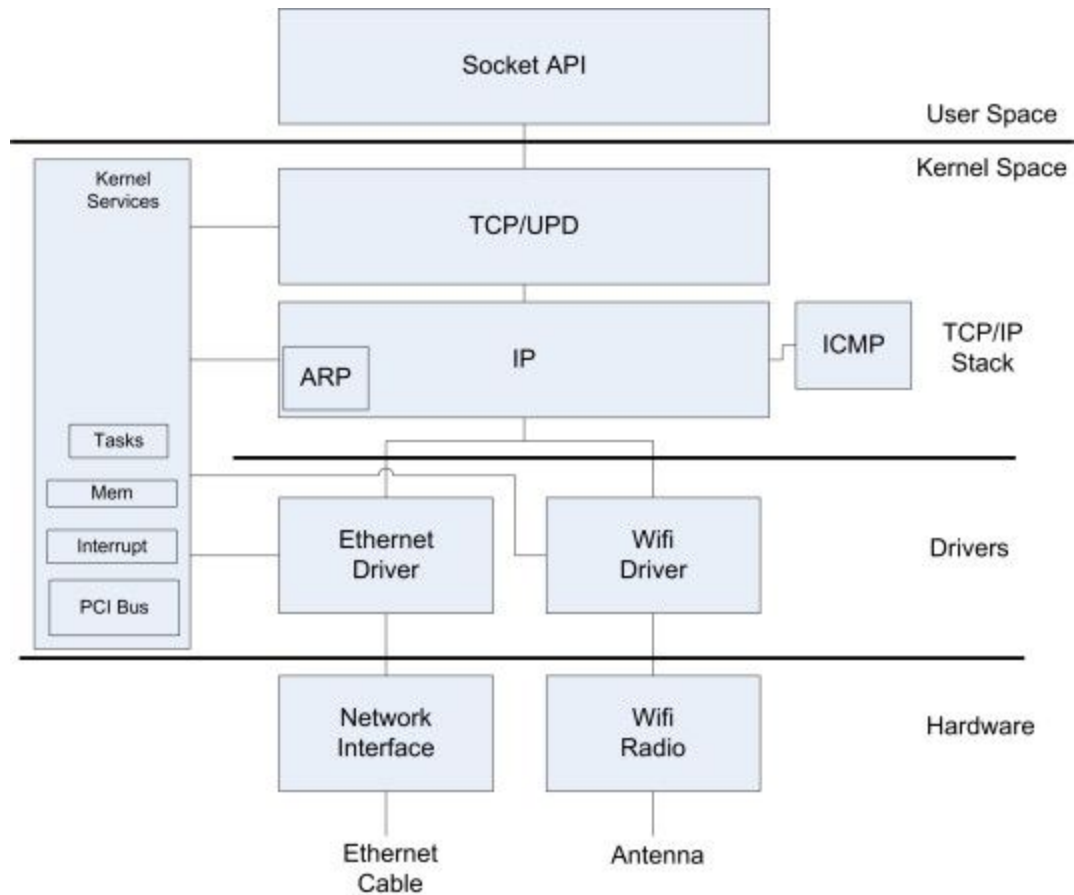 Socket API
User Space
Kernel Space
Kernel
Services
TCP/UPD
IP
ARP
ICMP
TCP/IP
Stack
Tasks
Mem
Interrupt
PCI Bus
Ethernet
Driver
Wifi
Driver
Drivers
Network
Interface
Wifi
Radio
Hardware
Ethernet
Cable
Antenna